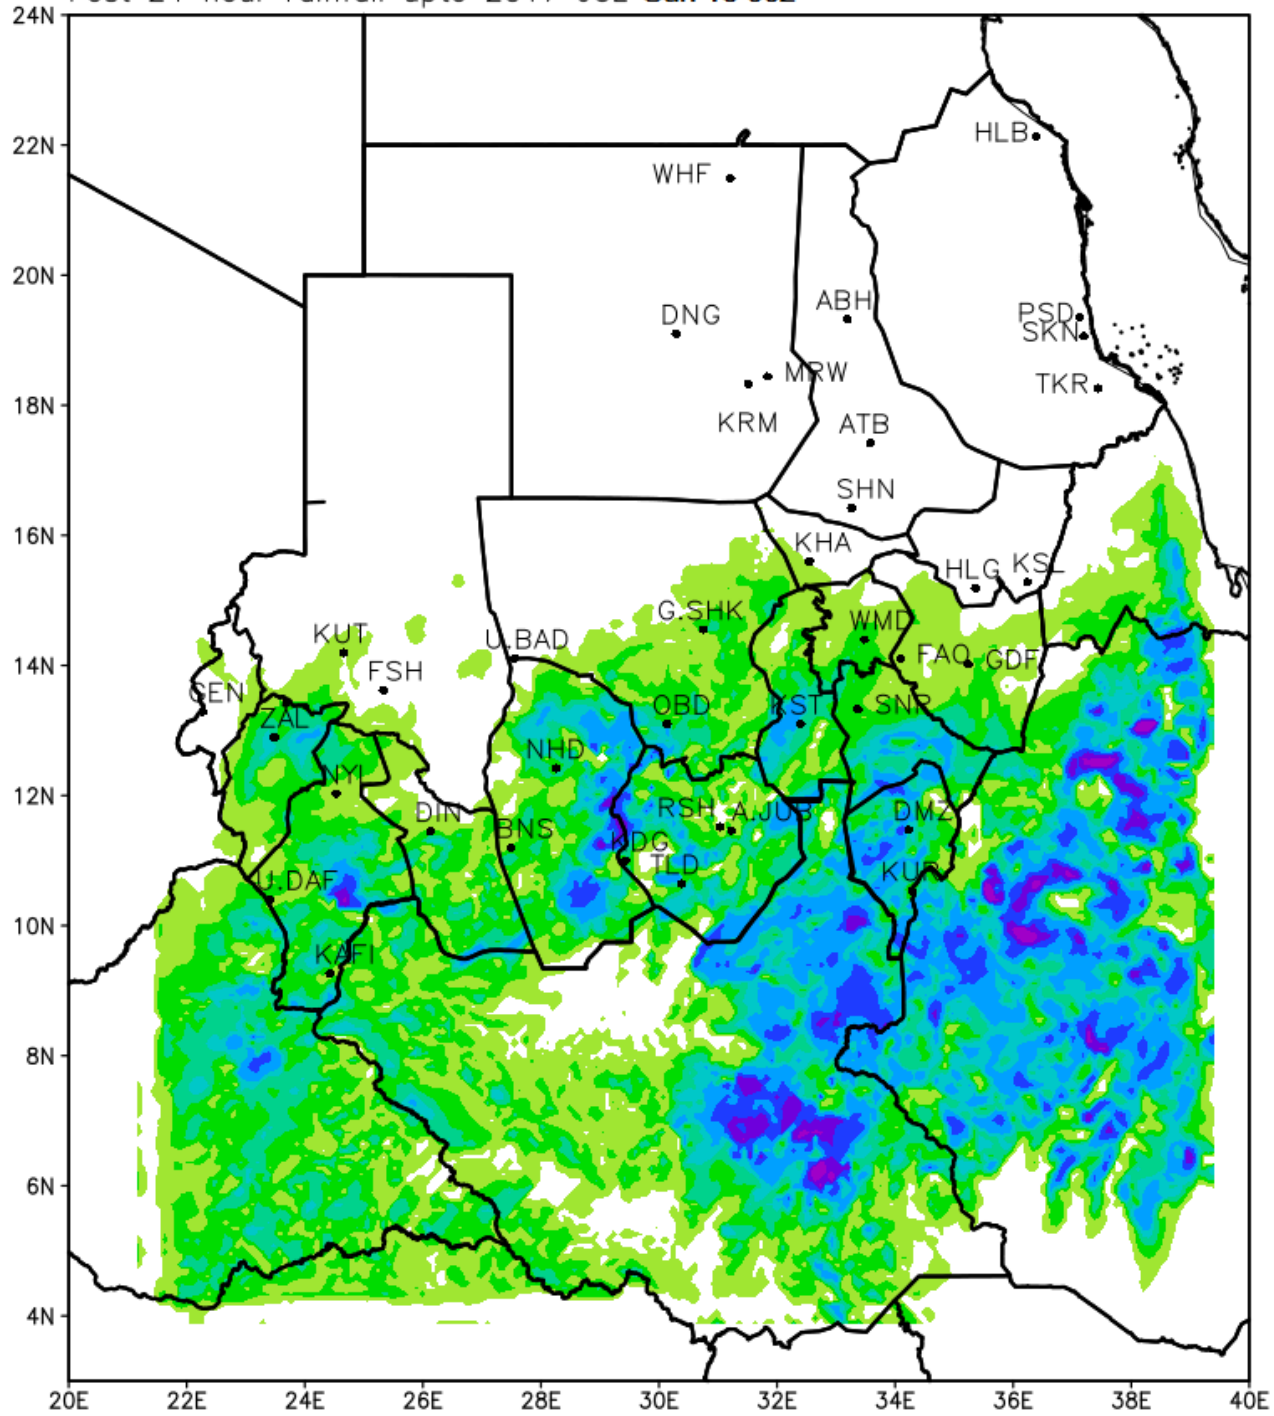 24N
22N
HLB
WHF
20N
ABH
DNG
PSD
SKN
MRW
TKR
18N
KRM
ATB
SHN
16N
KHA
HLG KSL
G.SHK
WMD
KUT
U.BAD
FAQ GDF
14N
FSH
GEN
OBD
KST
SNR
ZAL
NHD
NYL
12N
RSH A.JUB
DIN
DMZ
BNS
KDG
TLD
KUR
U.DAF
10N
KAFI
8N
6N
4N
20E 22E 24E 26E 28E 30E 32E 34E 36E 38E 40E